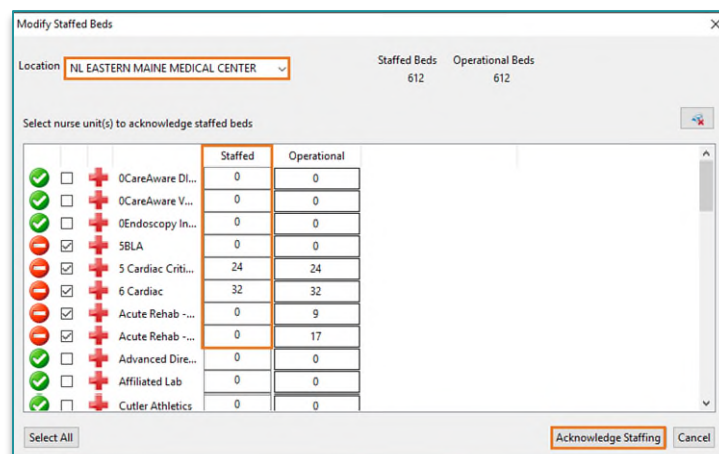 Modify Staffed Beds
Location NL EASTERN MAINE MEDICAL CENTER
Staffed Beds Operational Beds
612 612
Select nurse unit(s) to acknowledge staffed beds
Staffed Operational
0CareAware DI... 0 0
0CareAware V... 0 0
0Endoscopy In... 0 0
5BLA 0 0
5 Cardiac Criti... 24 24
6 Cardiac 32 32
Acute Rehab -... 0 9
Acute Rehab -... 0 17
Advanced Dire... 0 0
Affiliated Lab 0 0
Cutler Athletics 0 0
Select All Acknowledge Staffing Cancel